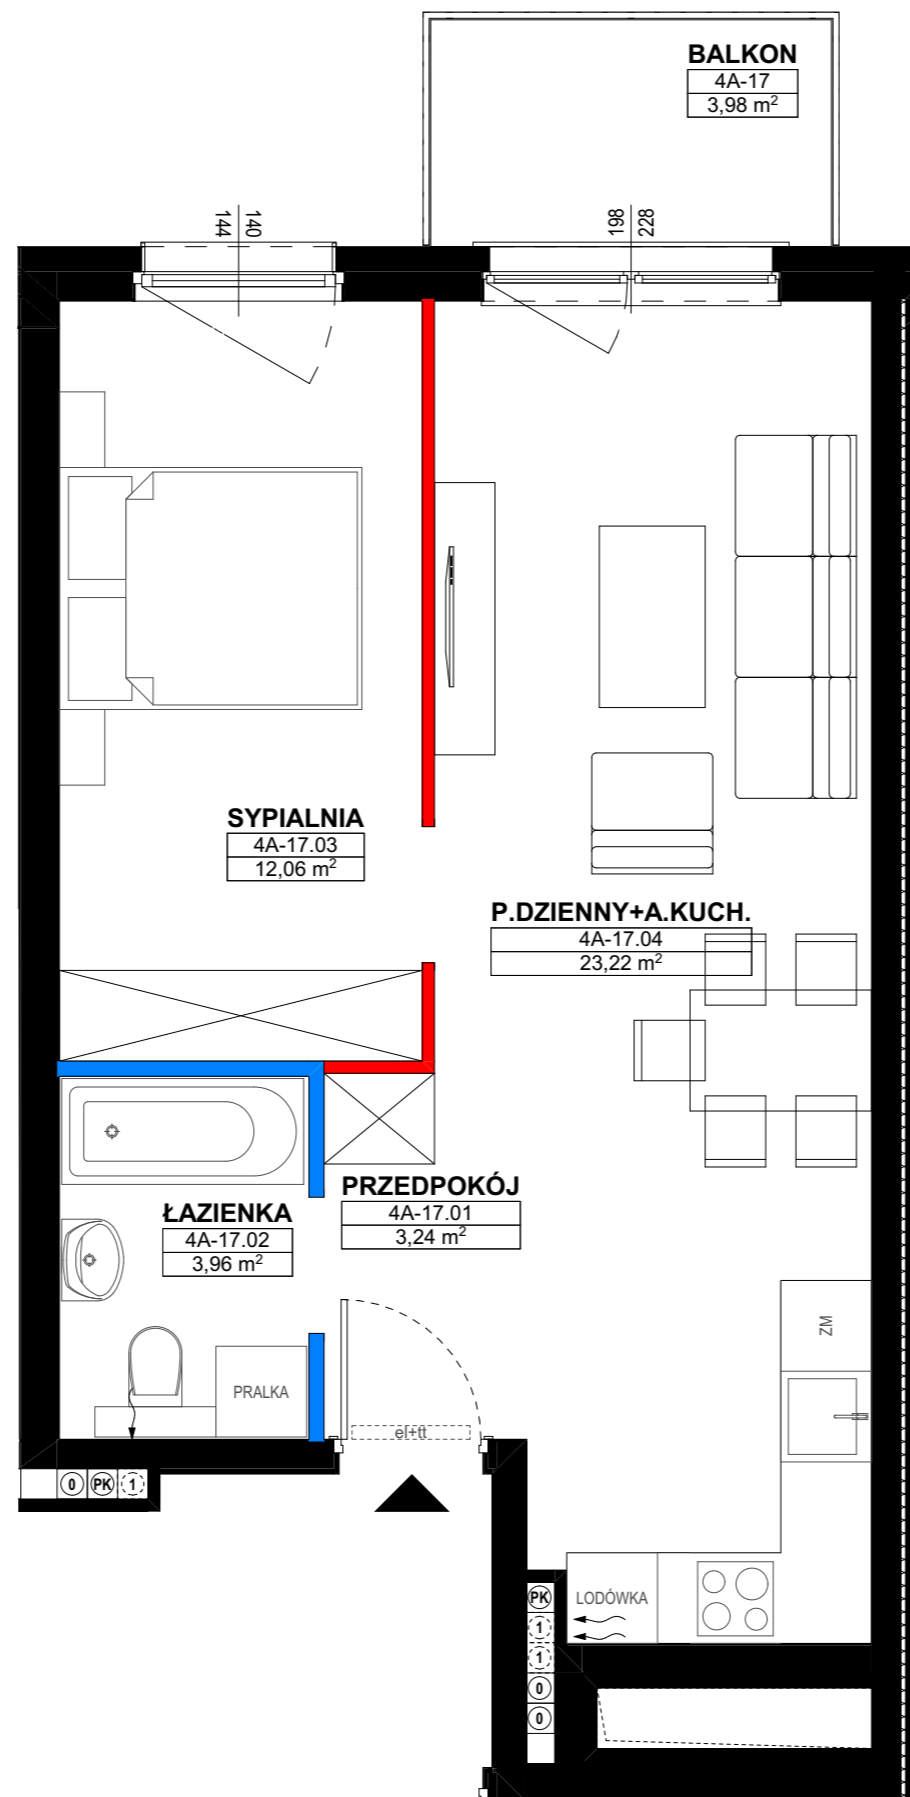 BALKON
4A-17
3,98 m²
144
140
198
228
SYPIALNIA
4A-17.03
12,06 m²
P.DZIENNY+A.KUCH.
4A-17.04
23,22 m²
PRZEDPOKÓJ
4A-17.01
3,24 m²
ŁAZIENKA
4A-17.02
3,96 m²
ZM
PRALKA
el+tt
0 PK 1
LODÓWKA
PK
1
1
0
0